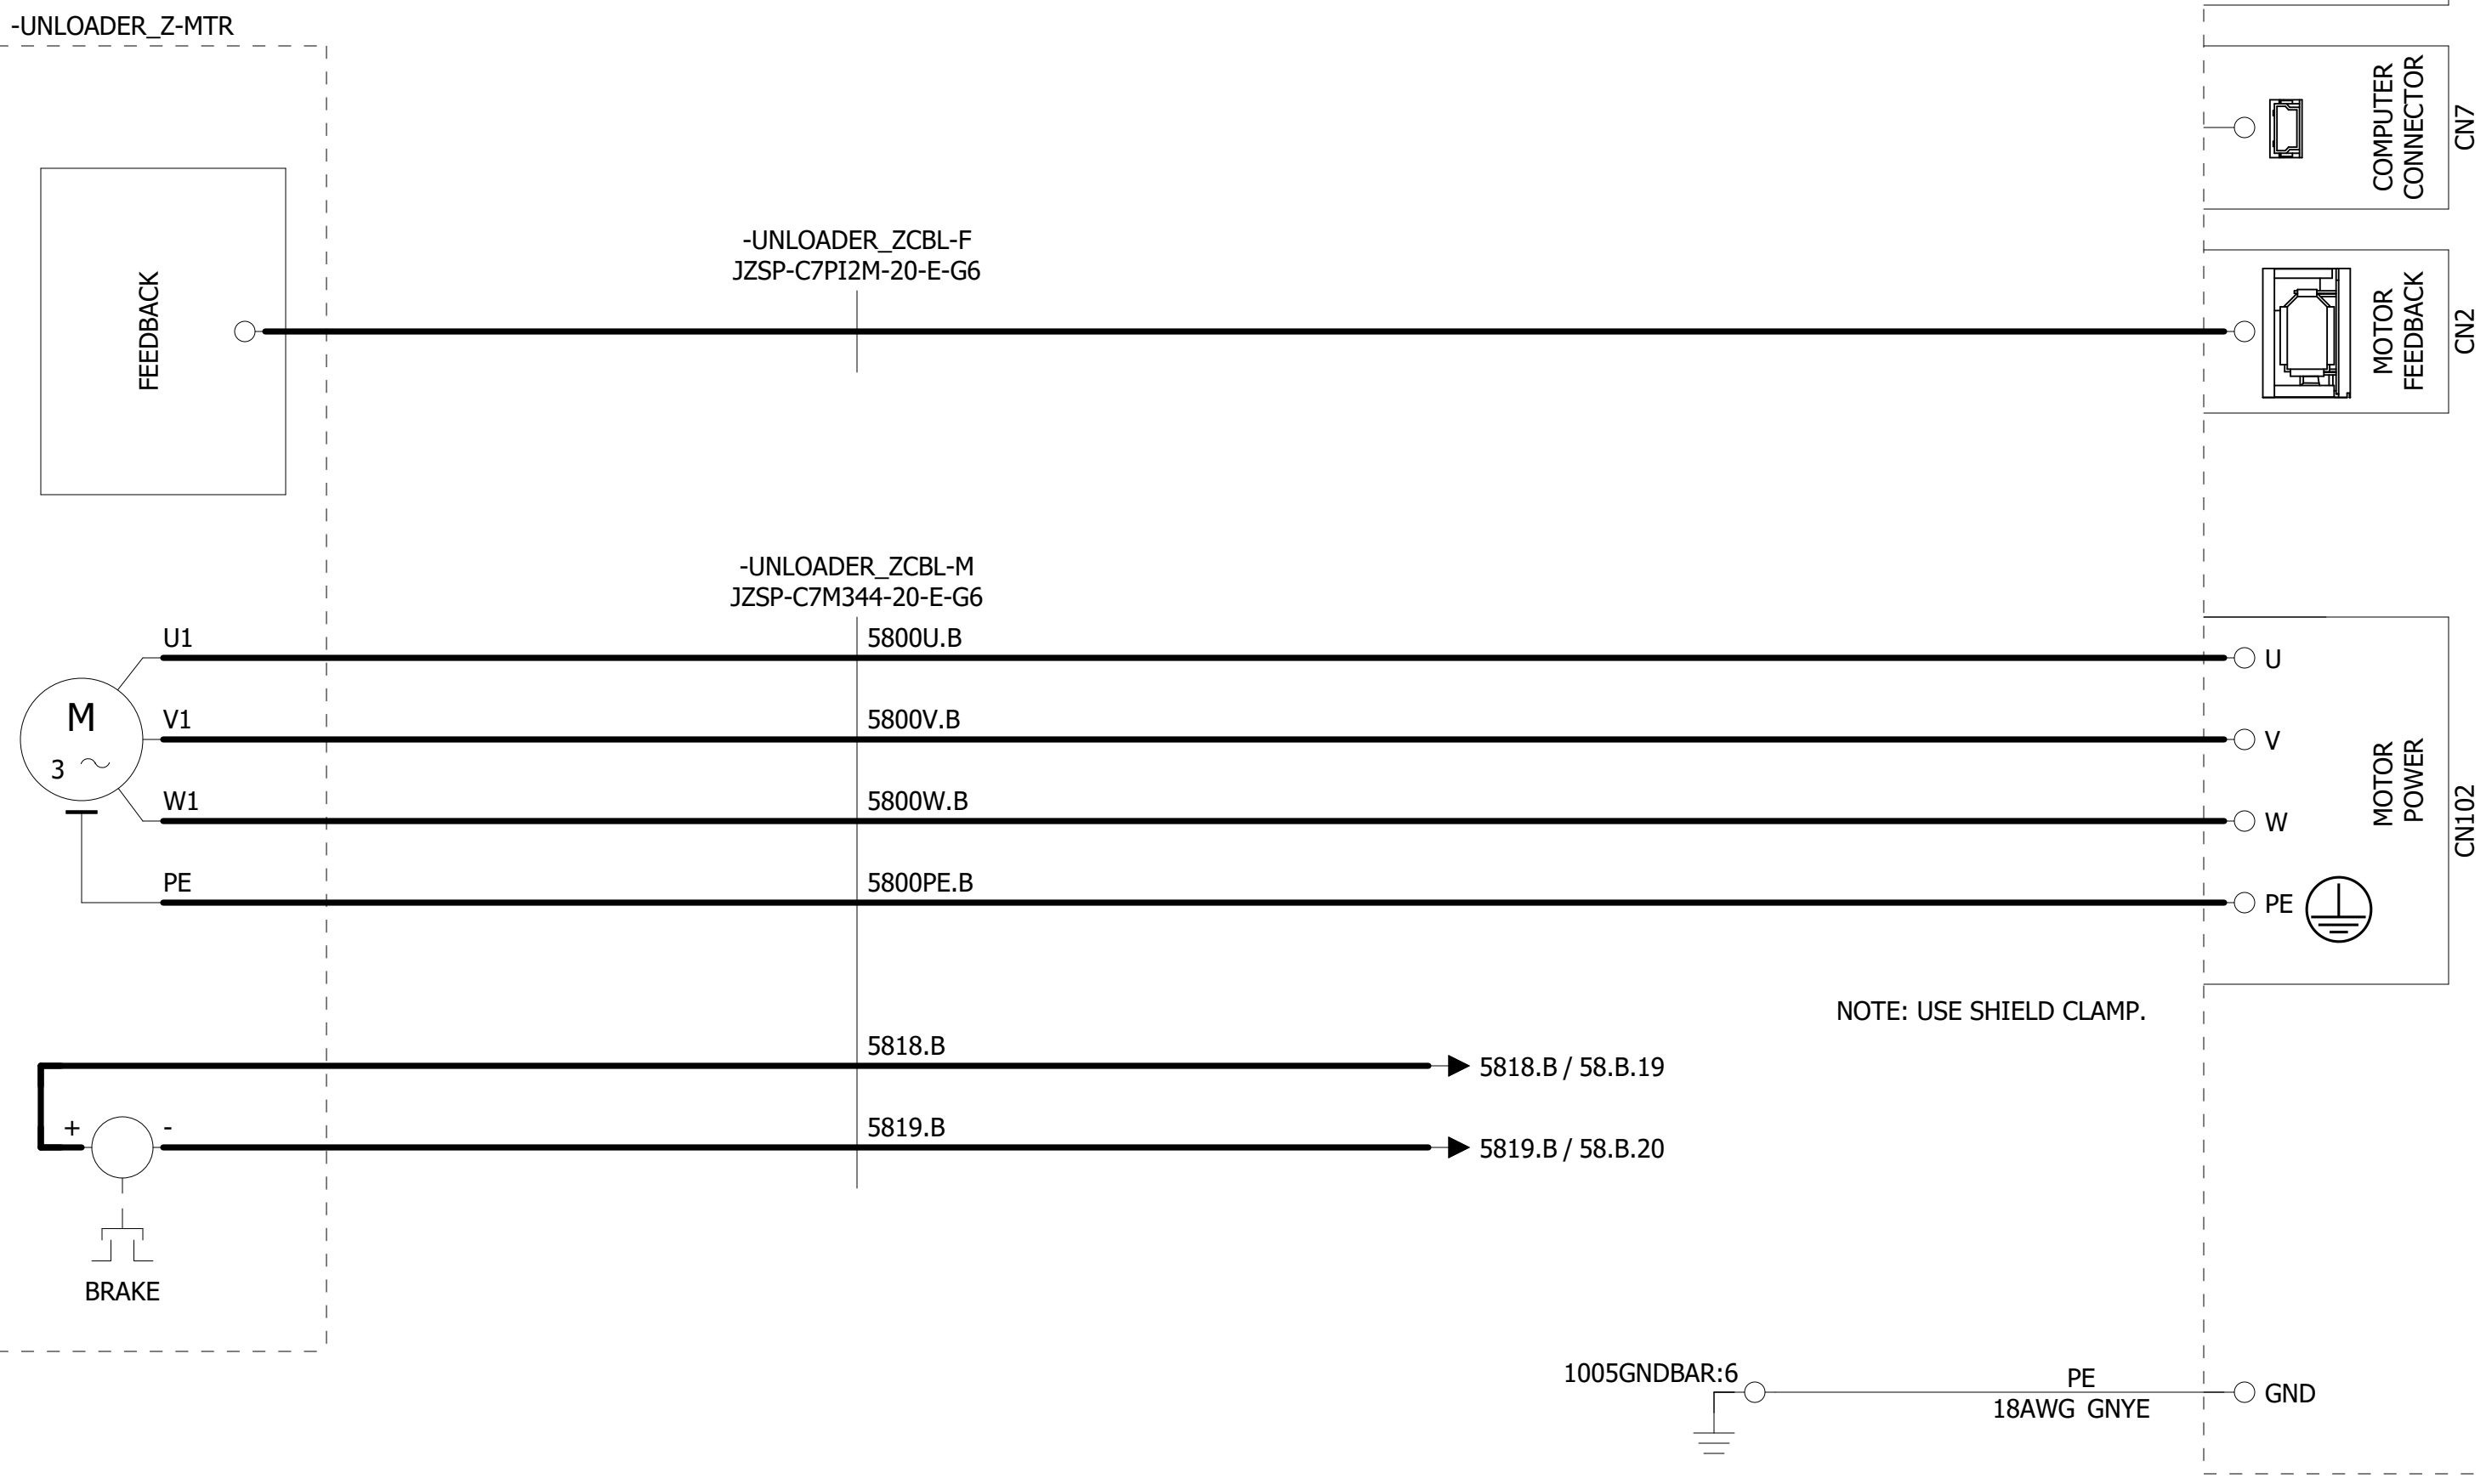 -UNLOADER_Z-MTR
COMPUTER
CONNECTOR
CN7
FEEDBACK
-UNLOADER_ZCBL-F
JZSP-C7PI2M-20-E-G6
MOTOR
FEEDBACK
CN2
-UNLOADER_ZCBL-M
JZSP-C7M344-20-E-G6
U1
5800U.B
U
M
3
V1
5800V.B
V
W1
5800W.B
W
MOTOR
POWER
CN102
PE
5800PE.B
PE
NOTE: USE SHIELD CLAMP.
5818.B
5818.B / 58.B.19
+
-
5819.B
5819.B / 58.B.20
BRAKE
1005GNDBAR:6
PE
18AWG GNYE
GND